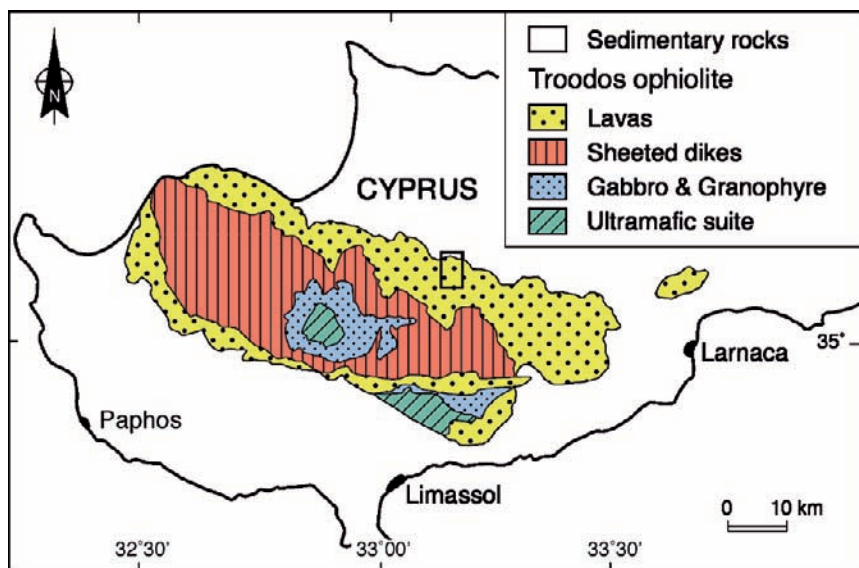 N
Sedimentary rocks
Troodos ophiolite
Lavas
Sheeted dikes
Gabbro & Granophyre
Ultramafic suite
CYPRUS
35°
Larnaca
Paphos
Limassol
0 10 km
32°30' 33°00' 33°30'